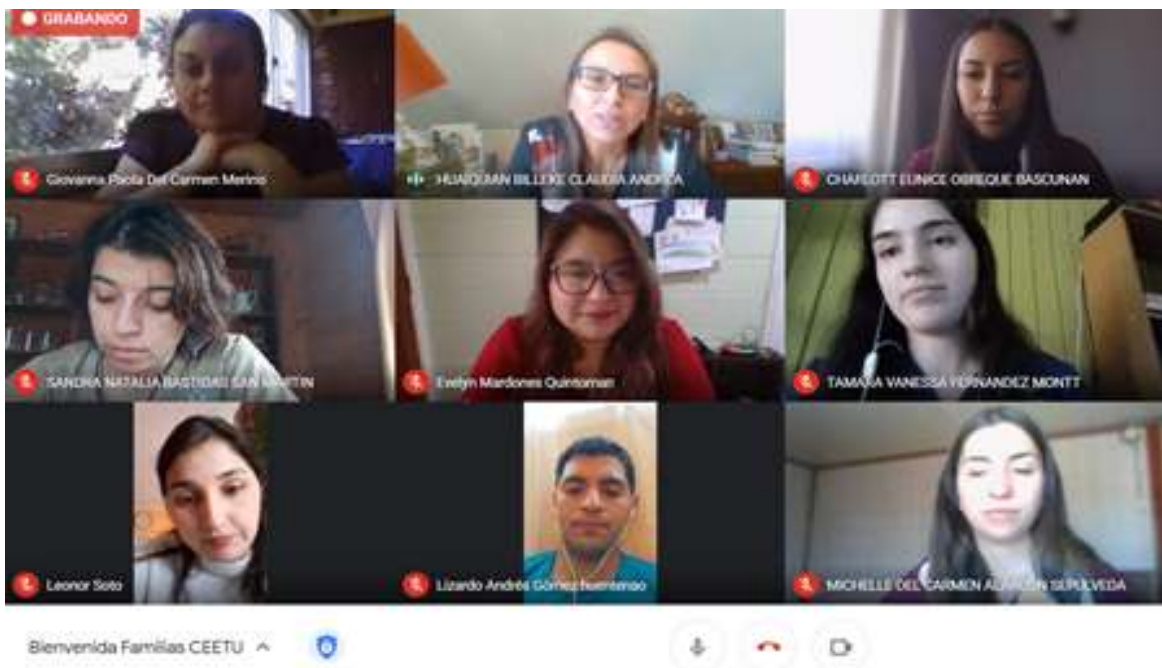 GRABANDO
Giovanna Paola Del Carmen Merino
HUAIQUIAN BILLEKE CLAUDIA ANDREA
CHARLOTT EUNICE OBREQUE BASCUNAN
SANDRA NATALIA BASTIDAS SAN MARTIN
Evelyn Mardones Quintoman
TAMARA VANESSA FERNANDEZ MONTT
Leonor Soto
Lizardo Andrés Gómez
MICHELLE DEL CARMEN ALARCON SEPULVEDA
Bienvenida Familias CEETU